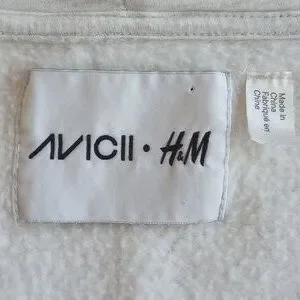 AVICII • H&M
Made in
China
Fabriqué en
Chine